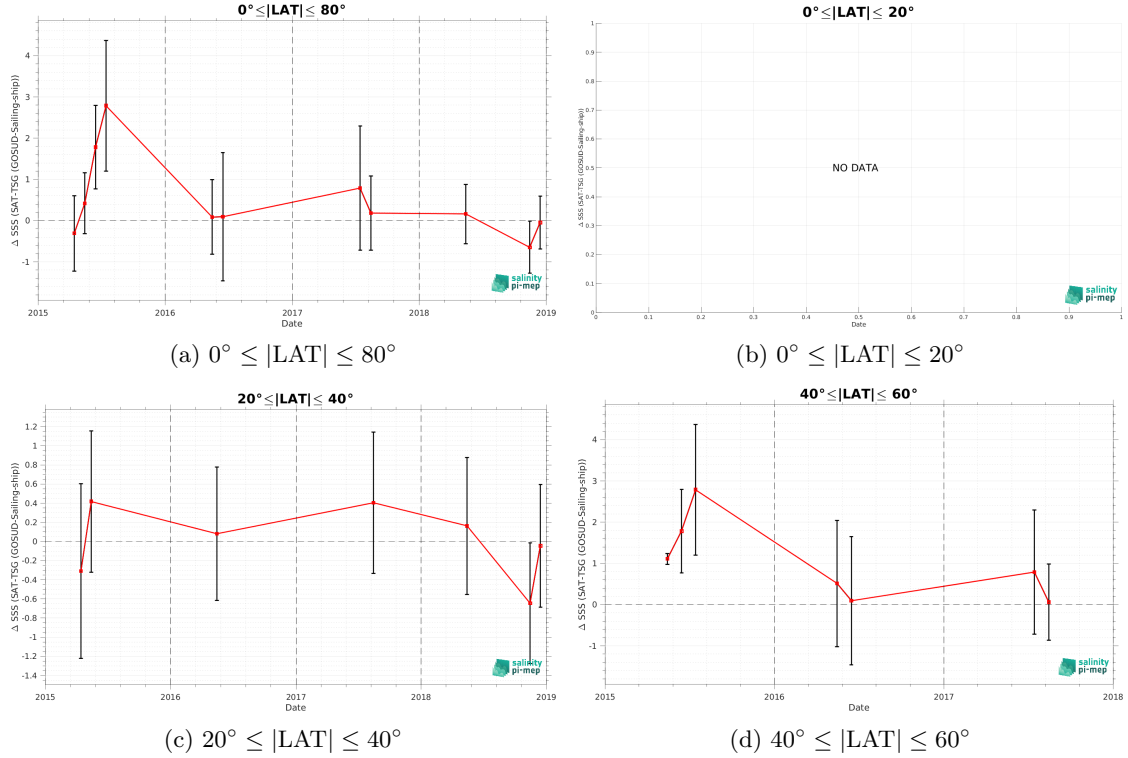 0°≤|LAT|≤ 80°
Δ SSS (SAT-TSG (GOSUD-Sailing-ship))
4
3
2
1
0
-1
salinity
pi-mep
2015 2016 2017 2018 2019
Date
(a) 0° ≤ |LAT| ≤ 80°
0°≤|LAT|≤ 20°
Δ SSS (SAT-TSG (GOSUD-Sailing-ship))
1
0.9
0.8
0.7
0.6
0.5
0.4
0.3
0.2
0.1
0
NO DATA
salinity
pi-mep
0 0.1 0.2 0.3 0.4 0.5 0.6 0.7 0.8 0.9 1
Date
(b) 0° ≤ |LAT| ≤ 20°
20°≤|LAT|≤ 40°
Δ SSS (SAT-TSG (GOSUD-Sailing-ship))
1.2
1
0.8
0.6
0.4
0.2
0
-0.2
-0.4
-0.6
-0.8
-1
-1.2
-1.4
salinity
pi-mep
2015 2016 2017 2018 2019
Date
(c) 20° ≤ |LAT| ≤ 40°
40°≤|LAT|≤ 60°
Δ SSS (SAT-TSG (GOSUD-Sailing-ship))
4
3
2
1
0
-1
salinity
pi-mep
2015 2016 2017 2018
Date
(d) 40° ≤ |LAT| ≤ 60°